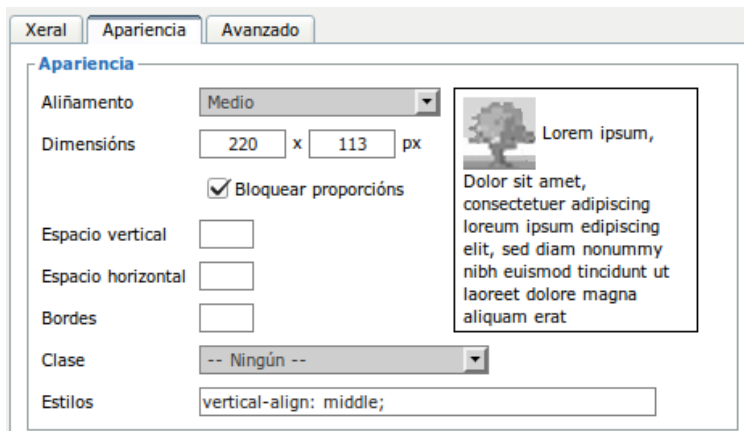 Xeral Apariencia Avanzado
Apariencia
Aliñamento Medio
Dimensións 220 x 113 px
Bloquear proporcións
Espacio vertical
Espacio horizontal
Bordes
Clase -- Ningún --
Estilos vertical-align: middle;
Lorem ipsum,
Dolor sit amet,
consectetuer adipiscing
loreum ipsum edipiscing
elit, sed diam nonummy
nibh euismod tincidunt ut
laoreet dolore magna
aliquam erat